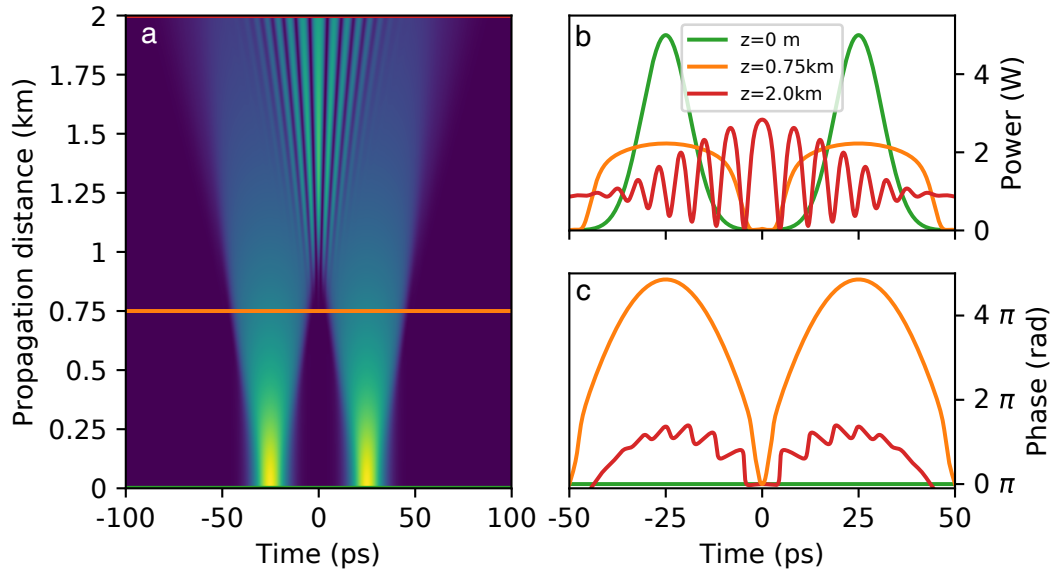 a
2
1.75
1.5
1.25
1
0.75
0.5
0.25
0
Propagation distance (km)
-100
-50
0
50
100
Time (ps)
b
z=0 m
z=0.75km
z=2.0km
4
2
0
Power (W)
c
4 π
2 π
0 π
Phase (rad)
-50
-25
0
25
50
Time (ps)